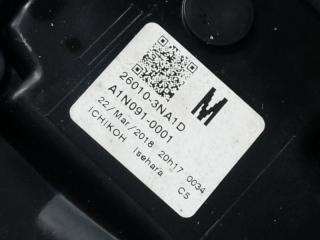 26010-3NA1D
M
A1N091-0001
22/Mar/2018 20h17 0034
ICHIKOH Isehara C5